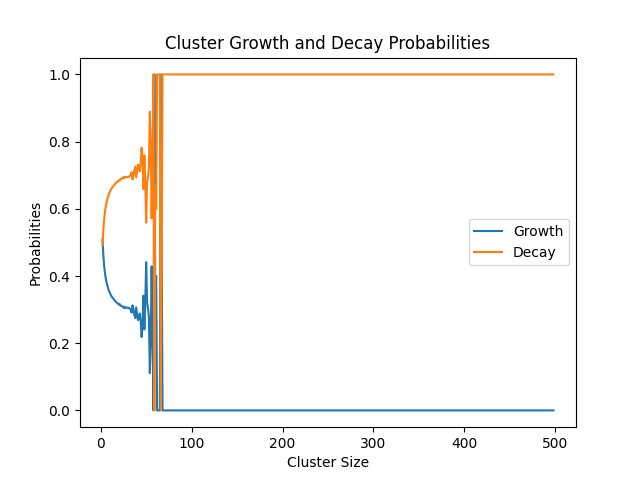 Cluster Growth and Decay Probabilities
1.0
0.8
0.6
0.4
0.2
0.0
Probabilities
Growth
Decay
0
100
200
300
400
500
Cluster Size